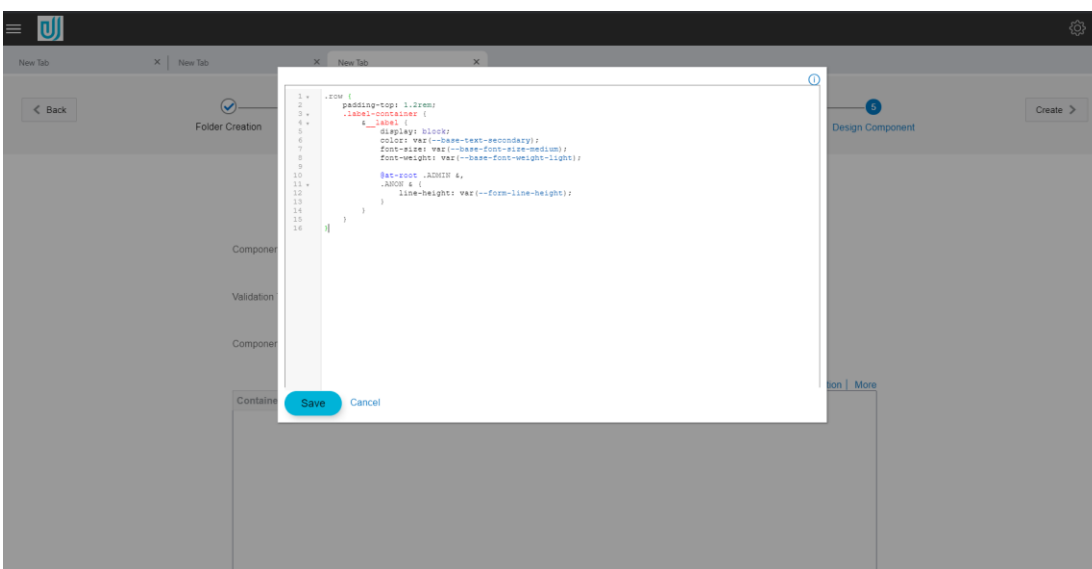 New Tab
New Tab
New Tab
Back
Folder Creation
5
Design Component
Create
1
2
3
4
5
6
7
8
9
10
11
12
13
14
15
16
.row {
padding-top: 1.2rem;
.label-container {
&__label {
display: block;
color: var(--base-text-secondary);
font-size: var(--base-font-size-medium);
font-weight: var(--base-font-weight-light);
@at-root .ADMIN &,
.ANON & {
line-height: var(--form-line-height);
}
}
}
}
Validation
More
Save
Cancel